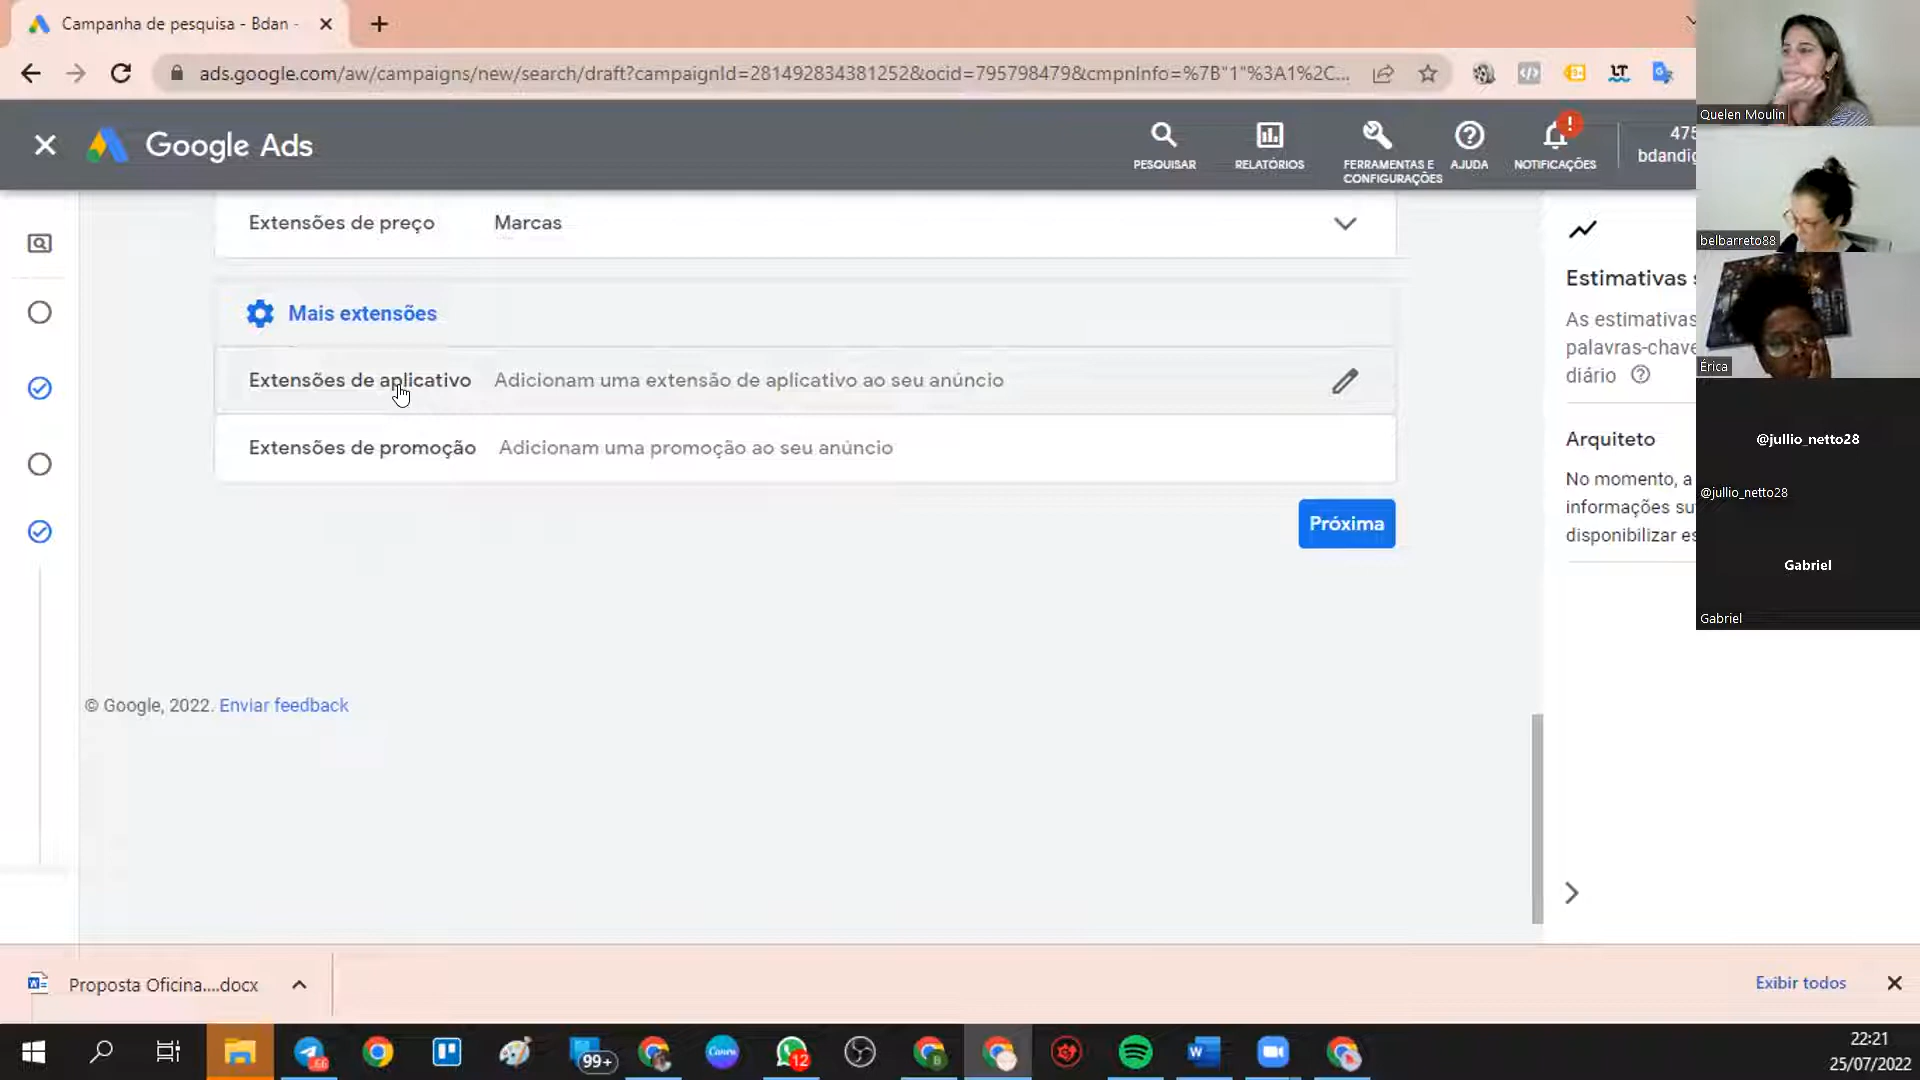 Campanha de pesquisa - Bdan -
ads.google.com/aw/campaigns/new/search/draft?campaignId=281492834381252&ocid=795798479&cmpnInfo=%7B"1"%3A1%2C...
Google Ads
PESQUISAR
RELATÓRIOS
FERRAMENTAS E
CONFIGURAÇÕES
AJUDA
NOTIFICAÇÕES
475
bdandig
Extensões de preço Marcas
Mais extensões
Extensões de aplicativo Adicionam uma extensão de aplicativo ao seu anúncio
Extensões de promoção Adicionam uma promoção ao seu anúncio
Próxima
© Google, 2022. Enviar feedback
Estimativas s
As estimativas
palavras-chave
diário
Arquiteto
No momento, a
informações su
disponibilizar es
Quelen Moulin
belbarreto88
Érica
@jullio_netto28
@jullio_netto28
Gabriel
Gabriel
Proposta Oficina....docx
Exibir todos
66
99+
Canva
12
22:21
25/07/2022